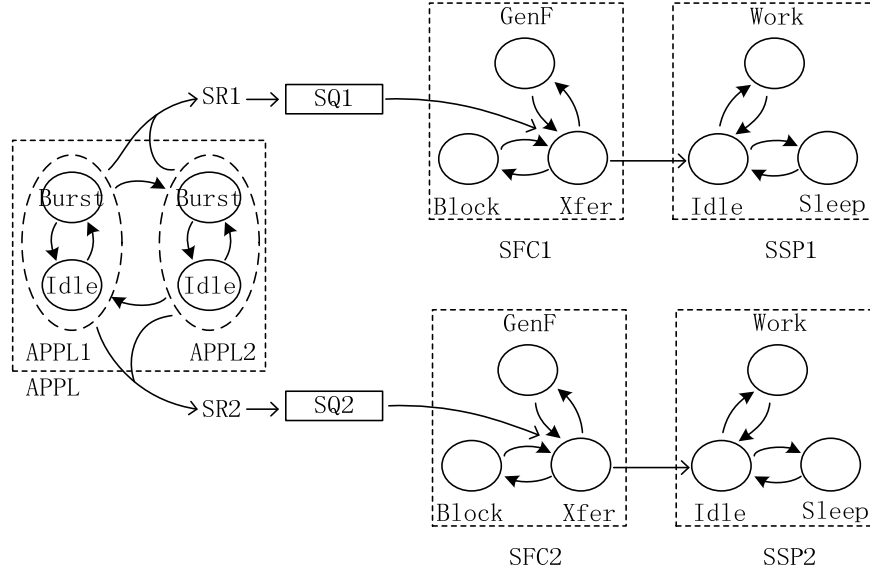 GenF
Work
SR1
SQ1
Burst
Burst
Block
Xfer
Idle
Sleep
SFC1
SSP1
Idle
Idle
APPL1
APPL2
APPL
GenF
Work
SR2
SQ2
Block
Xfer
Idle
Sleep
SFC2
SSP2